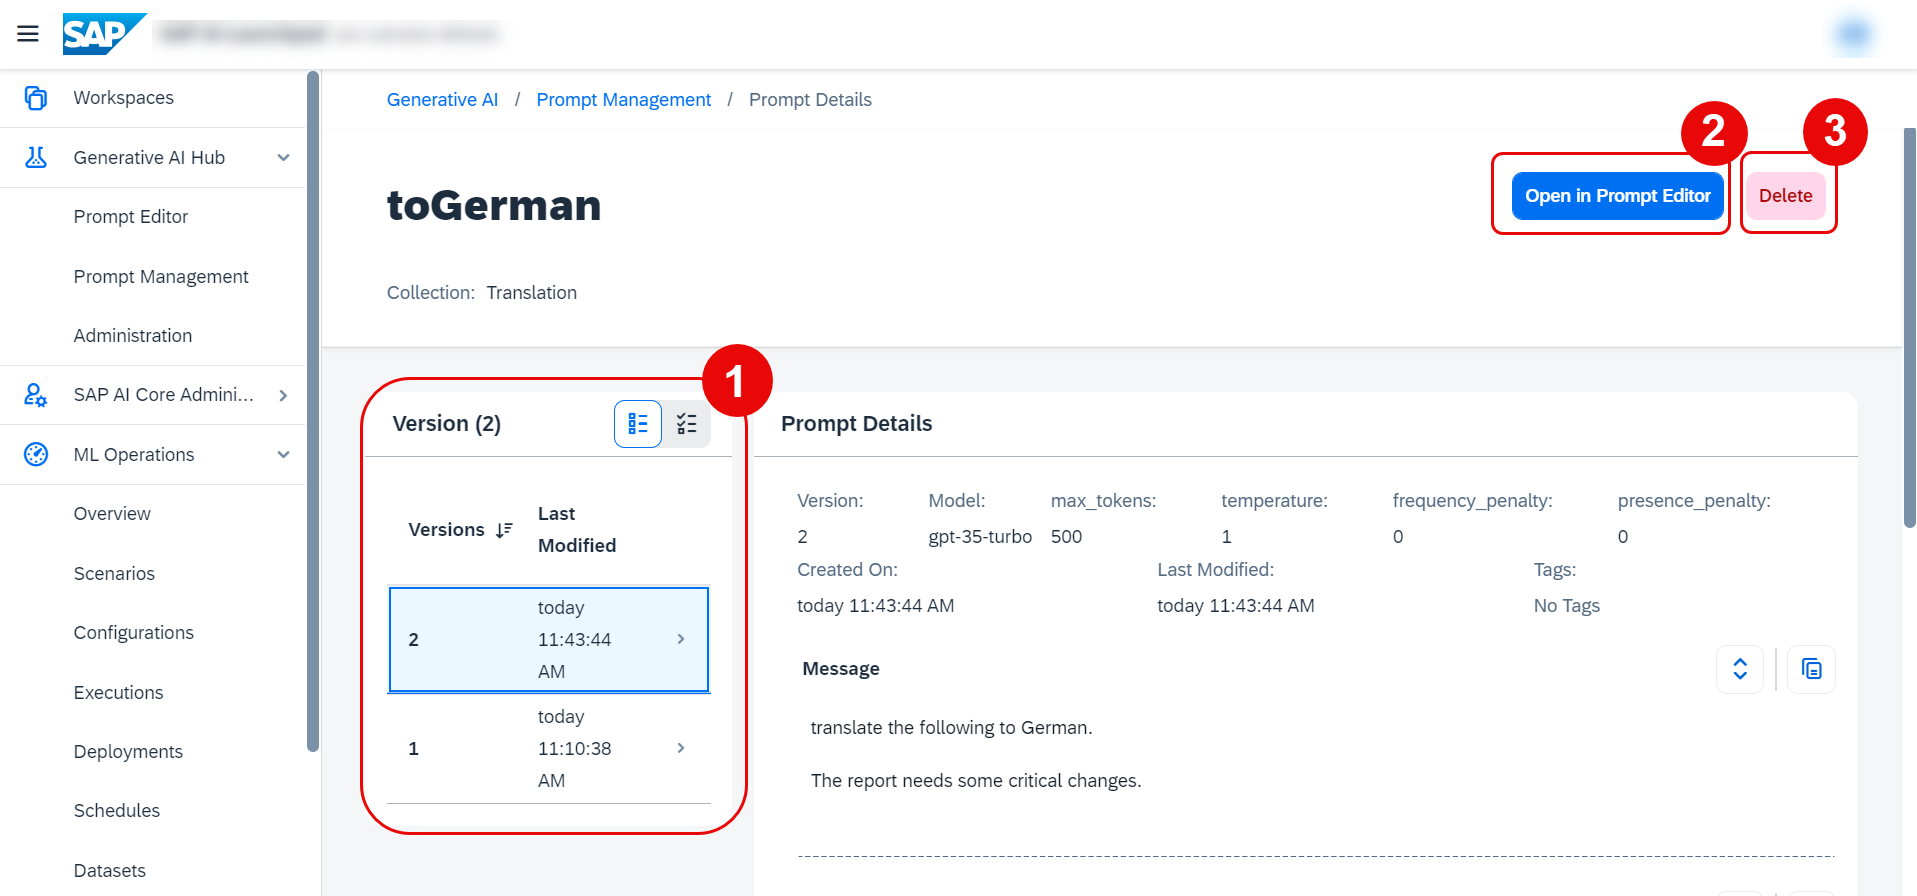 SAP
Workspaces
Generative AI Hub
Prompt Editor
Prompt Management
Administration
SAP AI Core Admini...
ML Operations
Overview
Scenarios
Configurations
Executions
Deployments
Schedules
Datasets
Generative AI / Prompt Management / Prompt Details
toGerman
2
3
Open in Prompt Editor
Delete
Collection: Translation
1
Version (2)
Versions
Last
Modified
2
today
11:43:44
AM
1
today
11:10:38
AM
Prompt Details
Version: Model: max_tokens: temperature: frequency_penalty: presence_penalty:
2 gpt-35-turbo 500 1 0 0
Created On: Last Modified: Tags:
today 11:43:44 AM today 11:43:44 AM No Tags
Message
translate the following to German.
The report needs some critical changes.